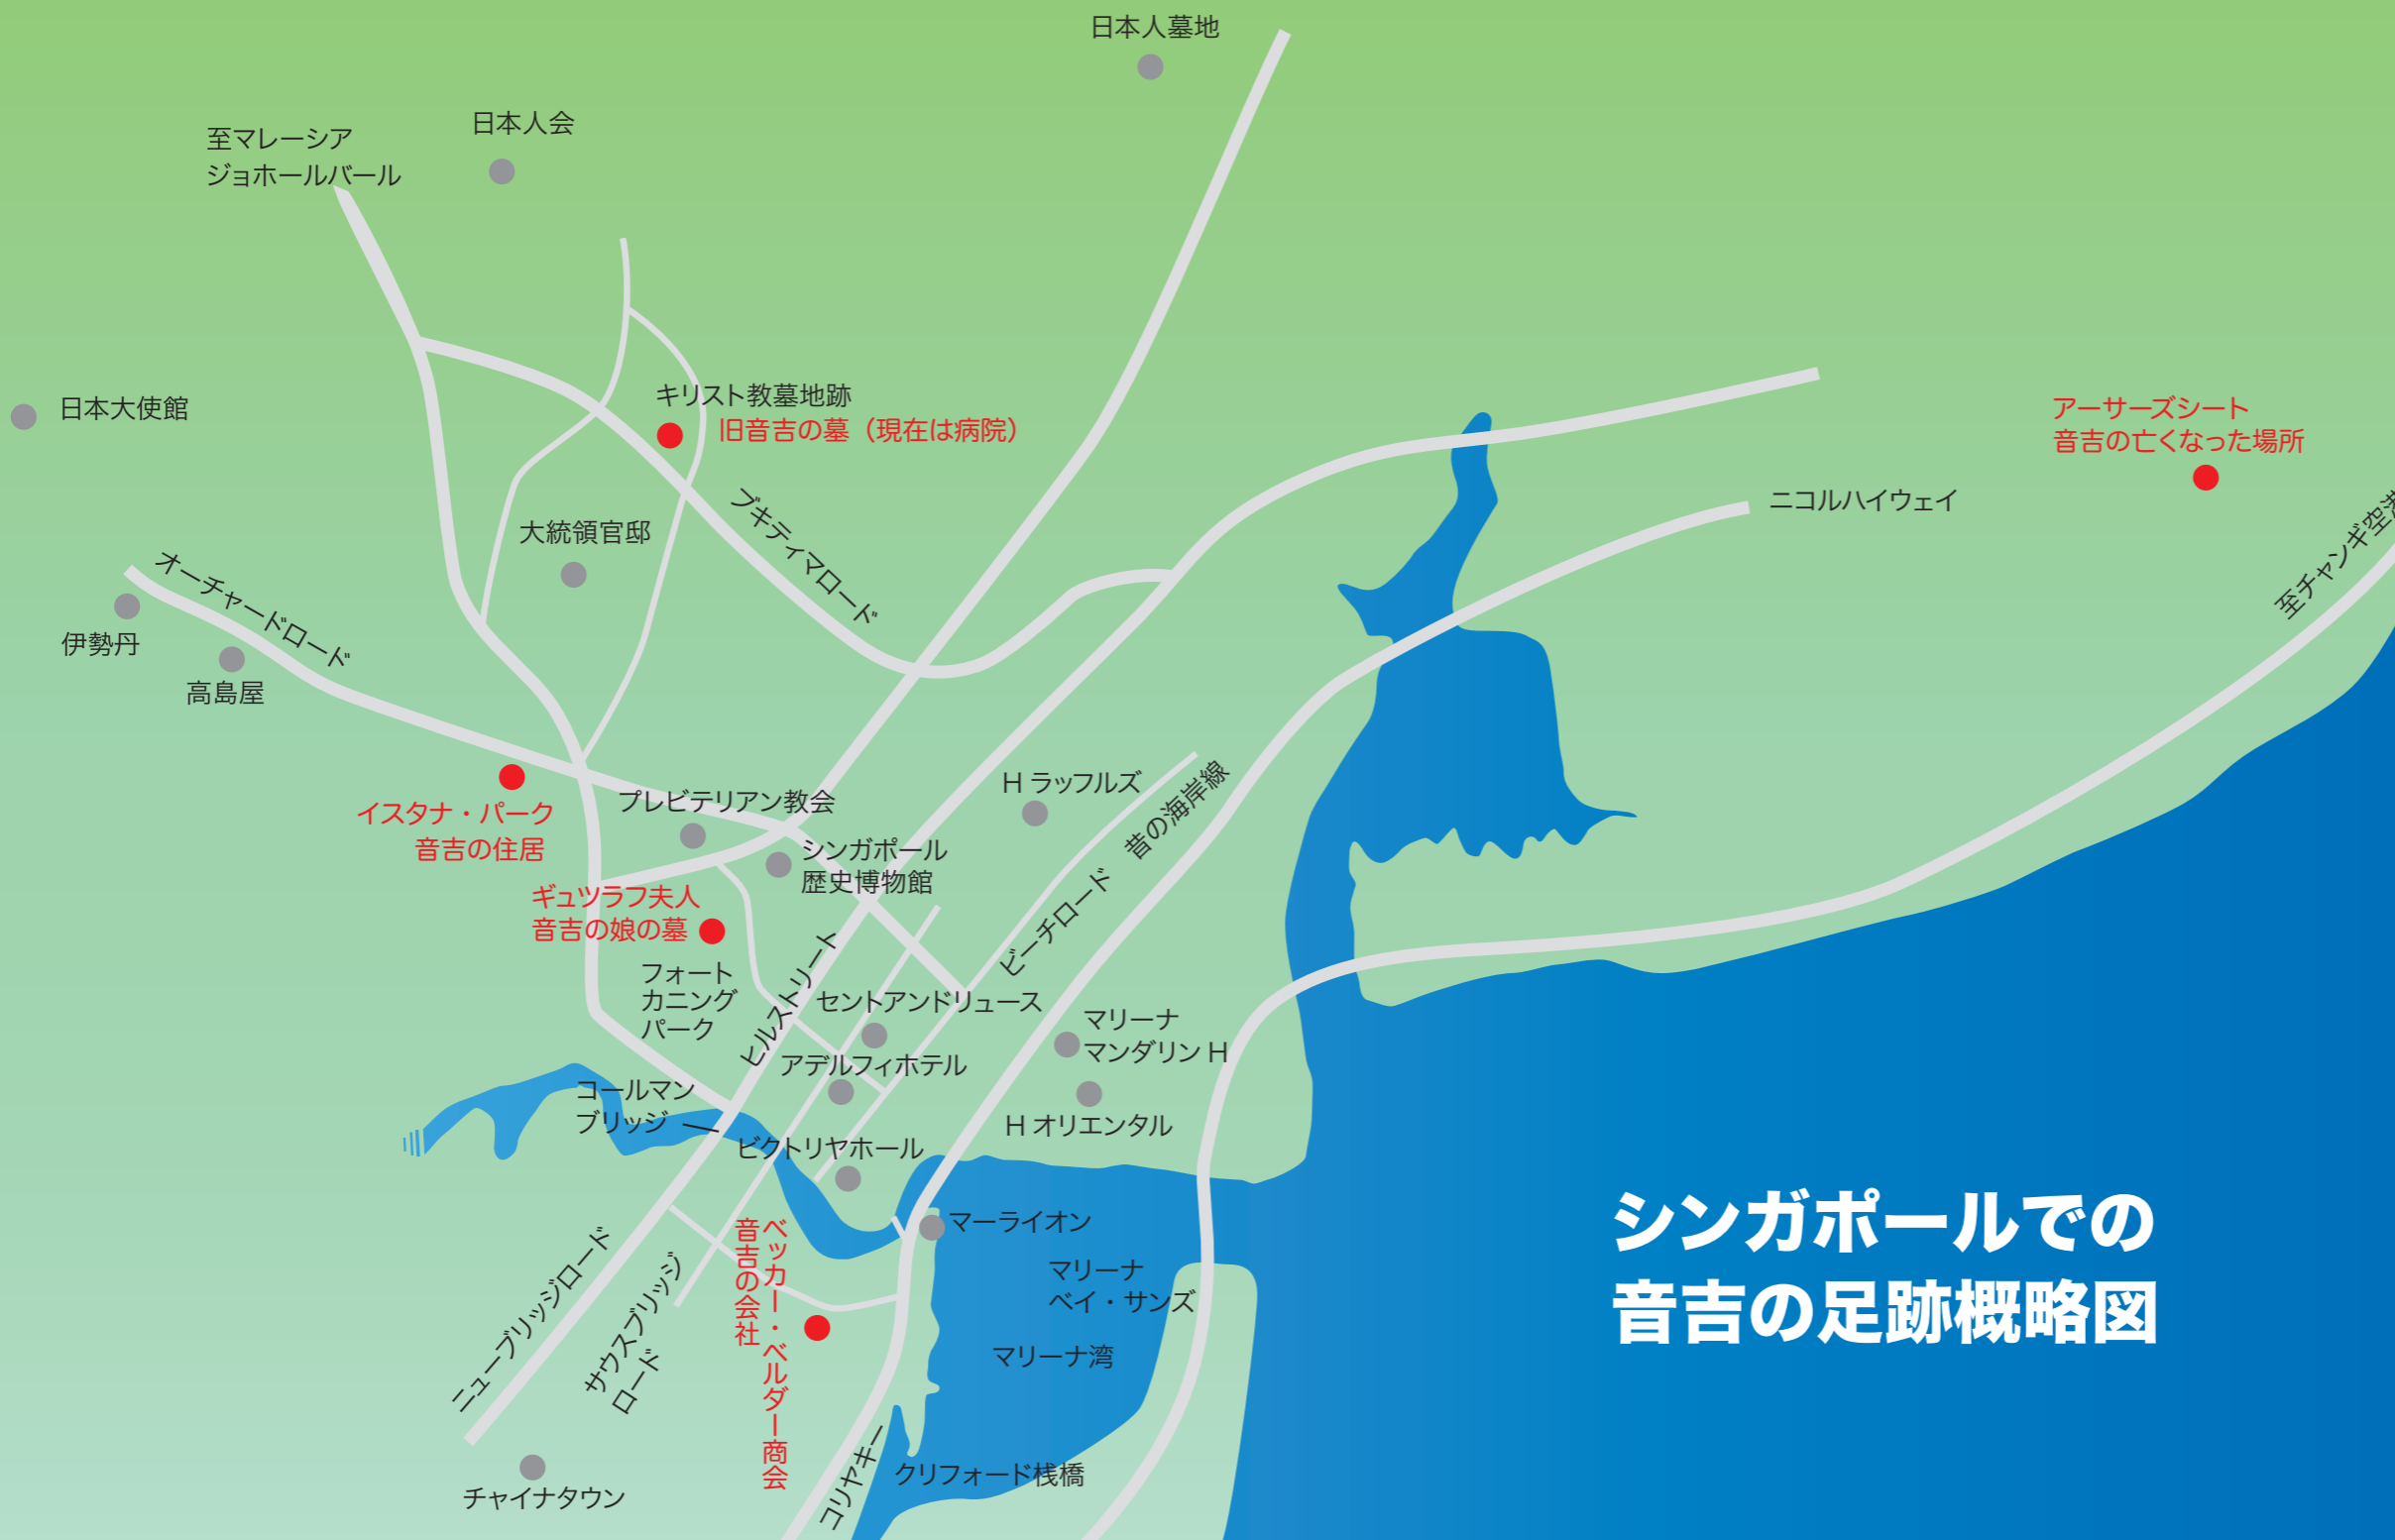 日本人墓地
日本人会
至マレーシア
ジョホールバール
キリスト教墓地跡
旧音吉の墓（現在は病院）
日本大使館
アーサーズシート
音吉の亡くなった場所
ニコルハイウェイ
ブキティマロード
大統領官邸
至チャンギ空港
オーチャードロード
伊勢丹
高島屋
イスタナ・パーク
音吉の住居
プレビテリアン教会
H ラッフルズ
昔の海岸線
シンガポール
歴史博物館
ギュツラフ夫人
音吉の娘の墓
ビーチロード
フォート
カニング
パーク
ヒルストリート
セントアンドリュース
マリーナ
マンダリン H
アデルフィホテル
コールマン
ブリッジ
H オリエンタル
ビクトリヤホール
マーライオン
ベッカー・ベルダー商会
音吉の会社
マリーナ
ベイ・サンズ
マリーナ湾
ニューブリッジロード
サウスブリッジ
ロード
コリヤキー
クリフォード桟橋
チャイナタウン
シンガポールでの
音吉の足跡概略図